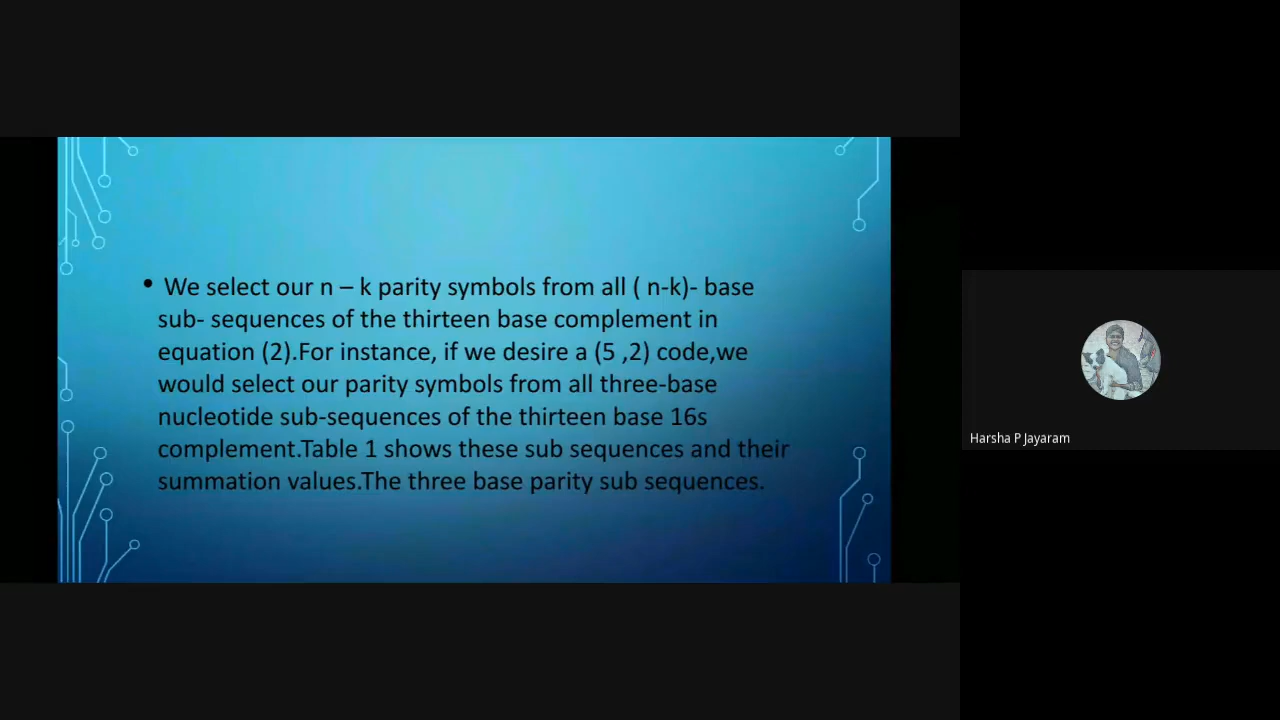 • We select our n – k parity symbols from all ( n-k)- base
sub- sequences of the thirteen base complement in
equation (2).For instance, if we desire a (5 ,2) code,we
would select our parity symbols from all three-base
nucleotide sub-sequences of the thirteen base 16s
complement.Table 1 shows these sub sequences and their
summation values.The three base parity sub sequences.
Harsha P Jayaram